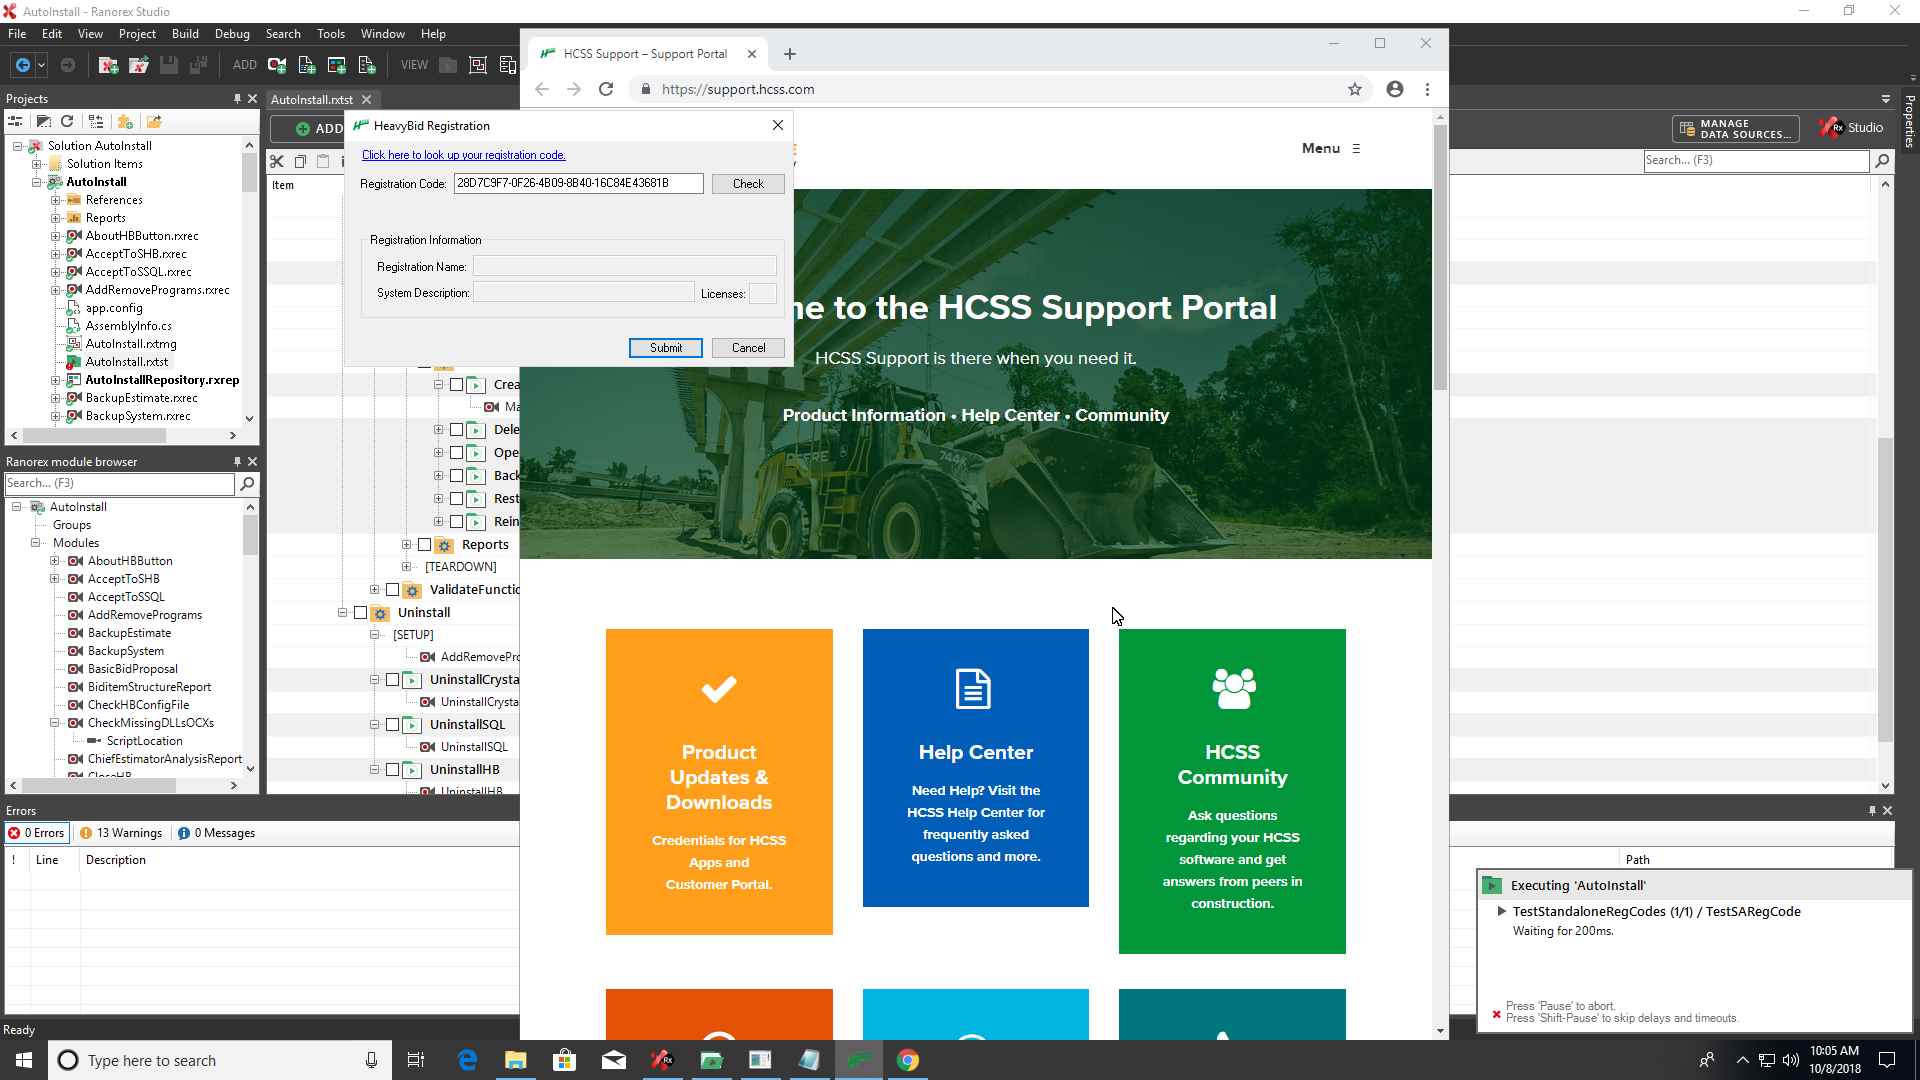 AutoInstall - Ranorex Studio
File Edit View Project Build Debug Search Tools Window Help
ADD
VIEW
Projects
Solution AutoInstall
Solution Items
AutoInstall
References
Reports
AboutHBButton.rxrec
AcceptToSHB.rxrec
AcceptToSSQL.rxrec
AddRemovePrograms.rxrec
app.config
AssemblyInfo.cs
AutoInstall.rxtmg
AutoInstall.rxtst
AutoInstallRepository.rxrep
BackupEstimate.rxrec
BackupSystem.rxrec
Ranorex module browser
Search... (F3)
AutoInstall
Groups
Modules
AboutHBButton
AcceptToSHB
AcceptToSSQL
AddRemovePrograms
BackupEstimate
BackupSystem
BasicBidProposal
BiditemStructureReport
CheckHBConfigFile
CheckMissingDLLsOCXs
ScriptLocation
ChiefEstimatorAnalysisReport
CloseHB
AutoInstall.rxtst
ADD
Item
Crea
Ma
Dele
Ope
Back
Rest
Rein
Reports
[TEARDOWN]
ValidateFunctio
Uninstall
[SETUP]
AddRemovePro
UninstallCrysta
UninstallCrysta
UninstallSQL
UninstallSQL
UninstallHB
UninstallHB
HeavyBid Registration
Click here to look up your registration code.
Registration Code: 28D7C9F7-0F26-4B09-8B40-16C84E43681B Check
Registration Information
Registration Name:
System Description: Licenses:
Submit Cancel
HCSS Support – Support Portal
https://support.hcss.com
Menu
me to the HCSS Support Portal
HCSS Support is there when you need it.
Product Information • Help Center • Community
DEERE 744K
Product
Updates &
Downloads
Credentials for HCSS
Apps and
Customer Portal.
Help Center
Need Help? Visit the
HCSS Help Center for
frequently asked
questions and more.
HCSS
Community
Ask questions
regarding your HCSS
software and get
answers from peers in
construction.
MANAGE
DATA SOURCES...
Rx Studio
Search... (F3)
Properties
Errors
0 Errors 13 Warnings 0 Messages
! Line Description
Path
Executing 'AutoInstall'
TestStandaloneRegCodes (1/1) / TestSARegCode
Waiting for 200ms.
Press 'Pause' to abort.
Press 'Shift-Pause' to skip delays and timeouts.
Ready
Type here to search
10:05 AM
10/8/2018